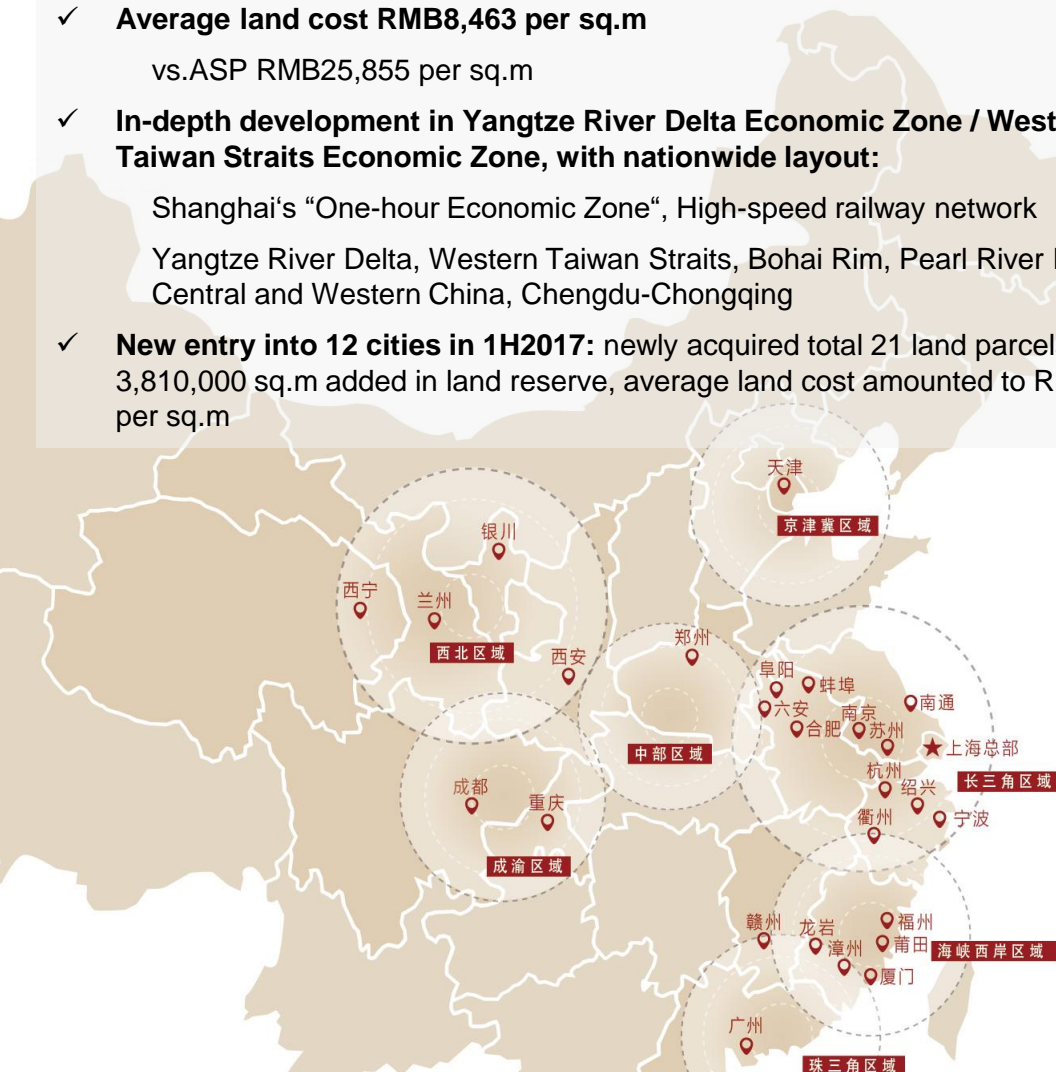 ✓ Average land cost RMB8,463 per sq.m
vs.ASP RMB25,855 per sq.m
✓ In-depth development in Yangtze River Delta Economic Zone / West
Taiwan Straits Economic Zone, with nationwide layout:
Shanghai‘s “One-hour Economic Zone“, High-speed railway network
Yangtze River Delta, Western Taiwan Straits, Bohai Rim, Pearl River
Central and Western China, Chengdu-Chongqing
✓ New entry into 12 cities in 1H2017: newly acquired total 21 land parcel
3,810,000 sq.m added in land reserve, average land cost amounted to R
per sq.m
天津
京津冀区域
银川
西宁
兰州
西北区域
西安
郑州
中部区域
阜阳
蚌埠
六安
合肥
南京
苏州
南通
上海总部
长三角区域
杭州
绍兴
宁波
衢州
成都
重庆
成渝区域
赣州
龙岩
漳州
福州
莆田
海峡西岸区域
厦门
广州
珠三角区域